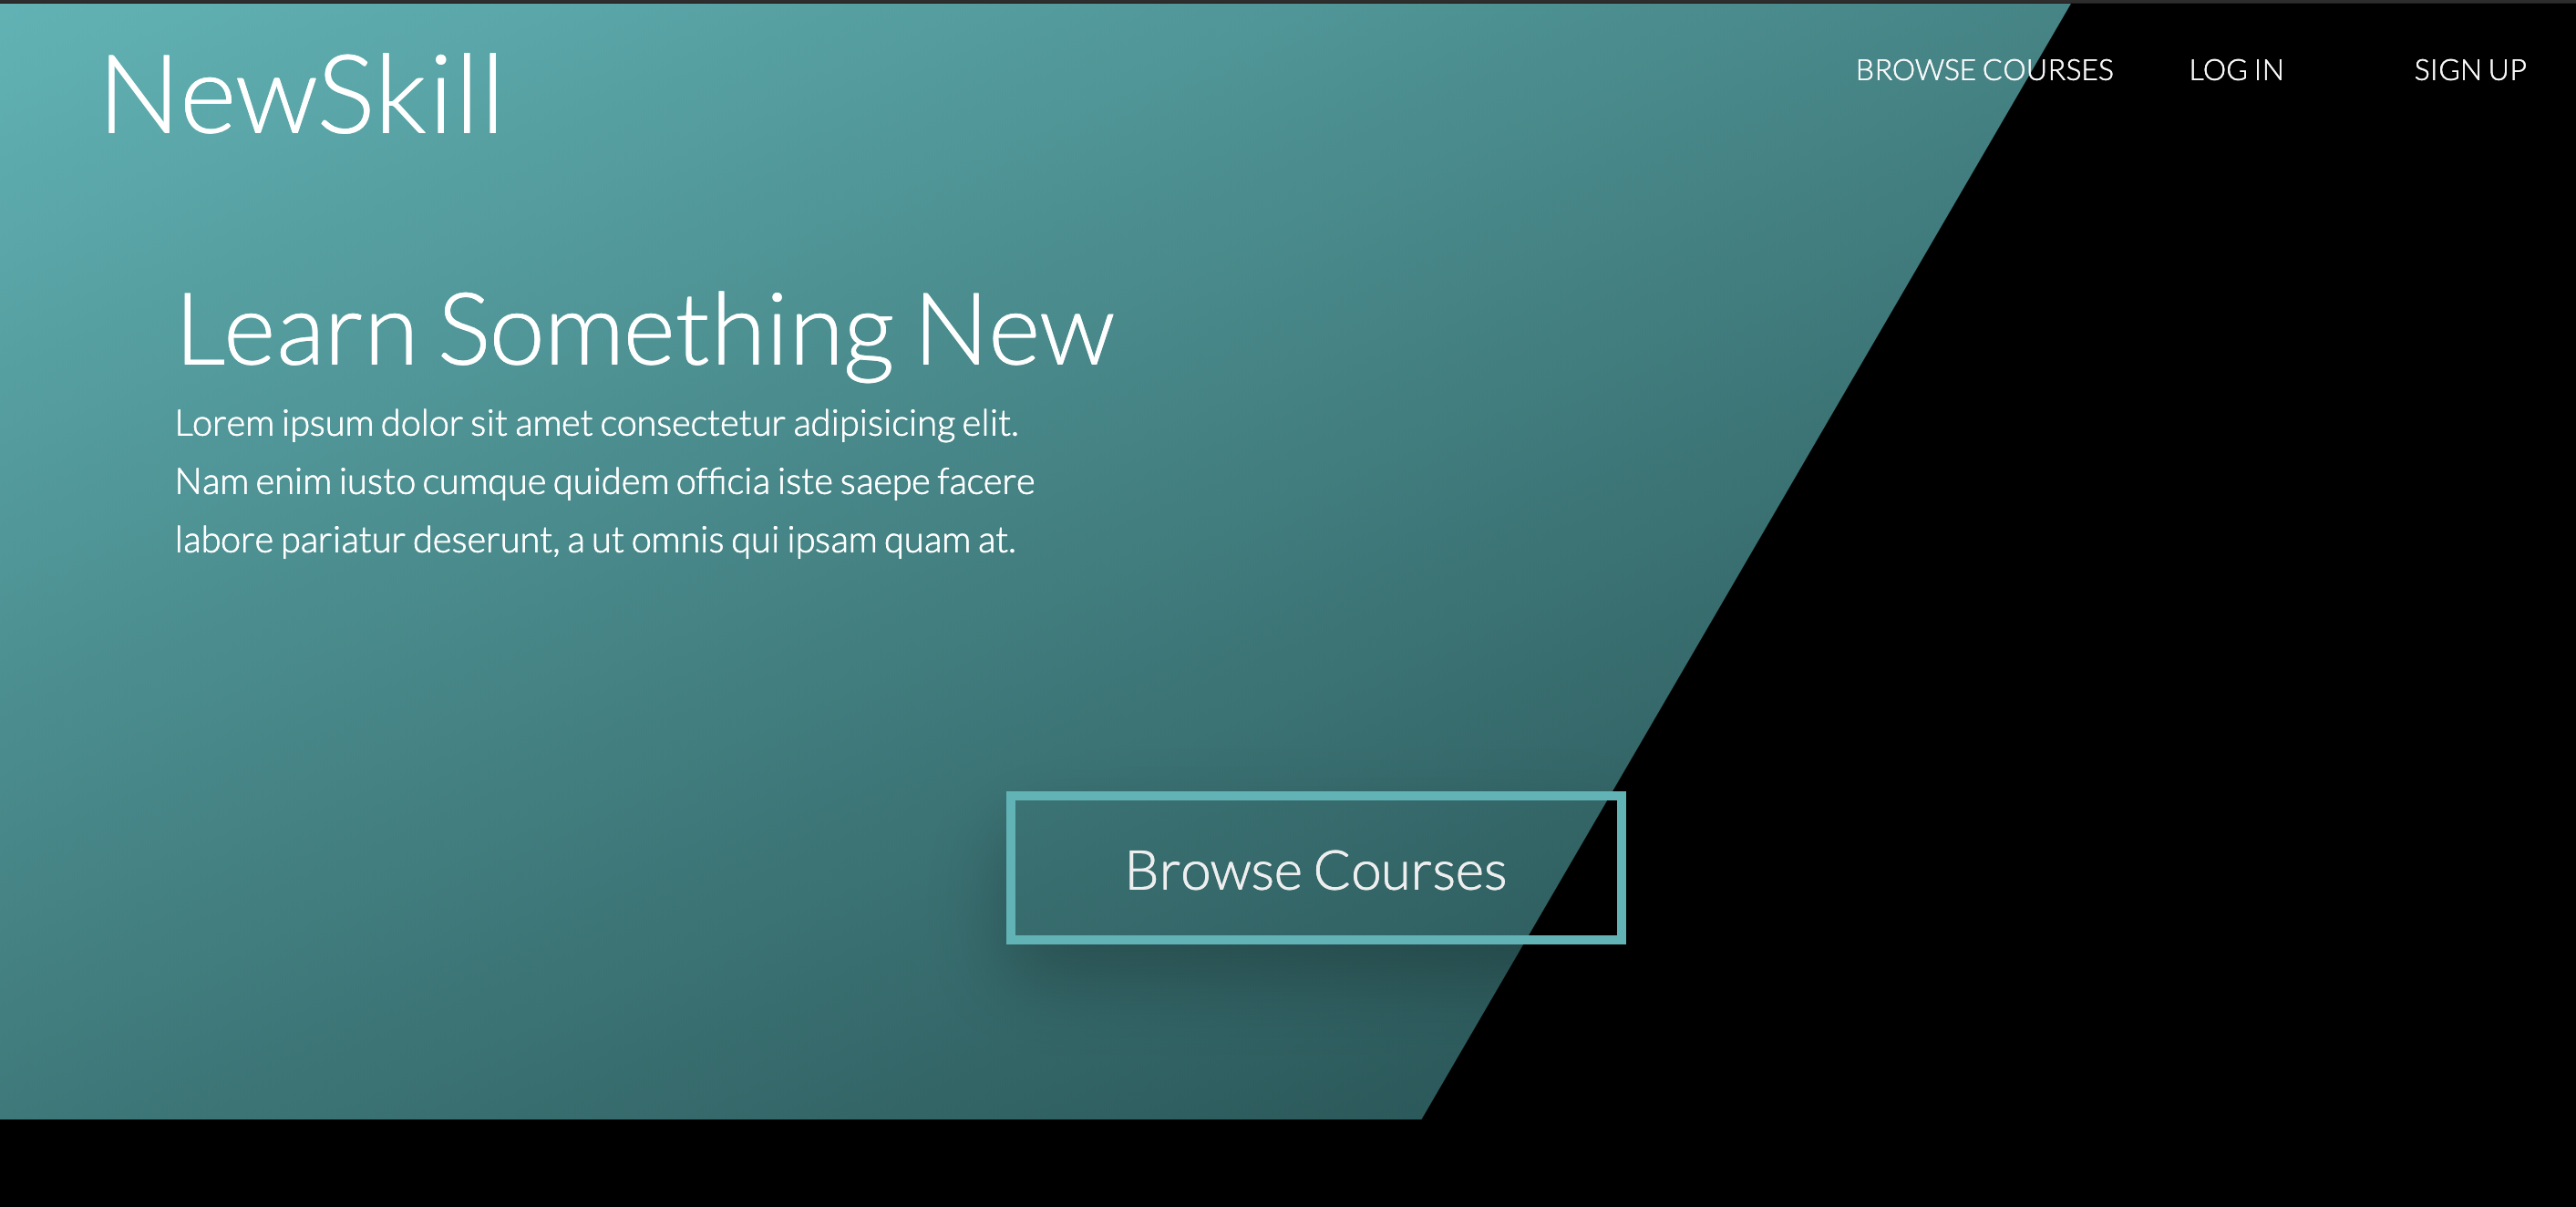 NewSkill
BROWSE COURSES
LOG IN
SIGN UP
Learn Something New
Lorem ipsum dolor sit amet consectetur adipisicing elit.
Nam enim iusto cumque quidem officia iste saepe facere
labore pariatur deserunt, a ut omnis qui ipsam quam at.
Browse Courses